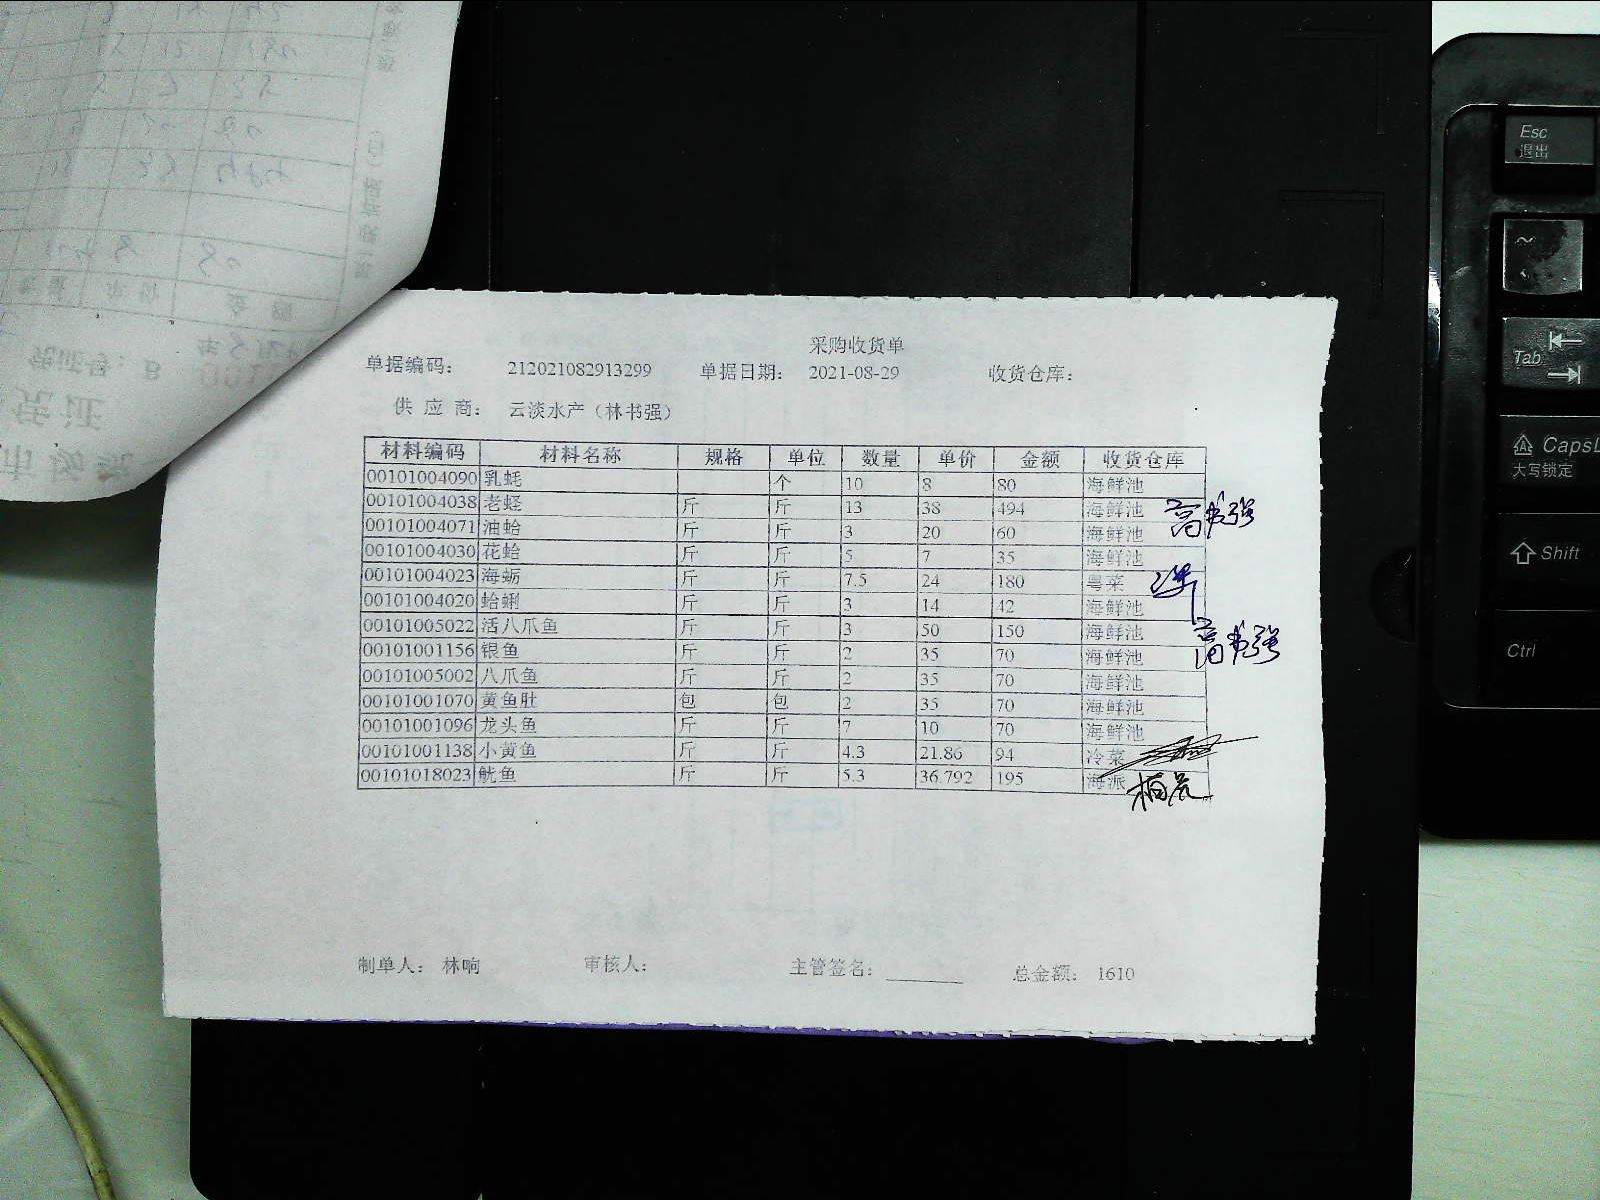 采购收货单
单据编码： 212021082913299 单据日期： 2021-08-29 收货仓库：
供 应 商： 云淡水产（林书强）
材料编码 材料名称 规格 单位 数量 单价 金额 收货仓库
00101004090 乳蚝 个 10 8 80 海鲜池
00101004038 老蛏 斤 斤 13 38 494 海鲜池
00101004071 油蛤 斤 斤 3 20 60 海鲜池
00101004030 花蛤 斤 斤 5 7 35 海鲜池
00101004023 海蛎 斤 斤 7.5 24 180 粤菜
00101004020 蛤蜊 斤 斤 3 14 42 海鲜池
00101005022 活八爪鱼 斤 斤 3 50 150 海鲜池
00101001156 银鱼 斤 斤 2 35 70 海鲜池
00101005002 八爪鱼 斤 斤 2 35 70 海鲜池
00101001070 黄鱼肚 包 包 2 35 70 海鲜池
00101001096 龙头鱼 斤 斤 7 10 70 海鲜池
00101001138 小黄鱼 斤 斤 4.3 21.86 94 冷菜
00101018023 鱿鱼 斤 斤 5.3 36.792 195 海派
制单人： 林响 审核人： 主管签名： 总金额： 1610
Esc
退出
~
Tab
CapsL
大写锁定
Shift
Ctrl